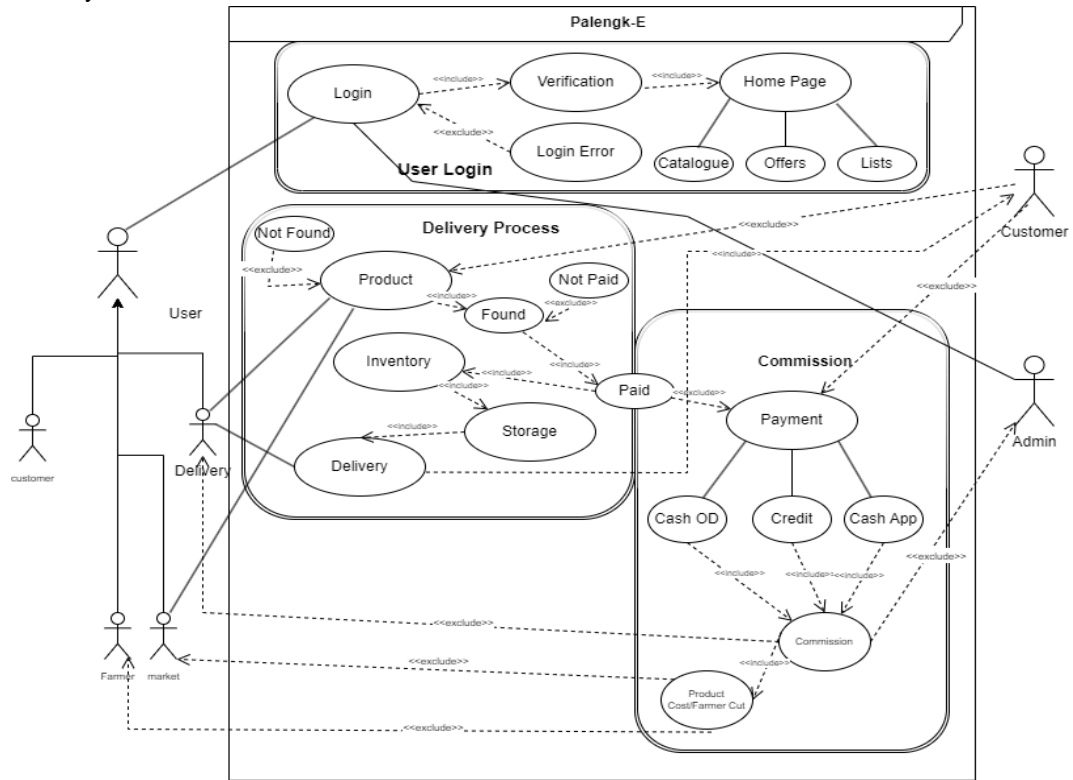 Palengk-E
Login
<<include>>
Verification
<<include>>
Home Page
<<exclude>>
Login Error
User Login
Catalogue
Offers
Lists
Customer
Not Found
Delivery Process
<<exclude>>
<<include>>
<<exclude>>
Product
<<include>>
Not Paid
<<exclude>>
Found
<<exclude>>
User
Inventory
<<include>>
<<include>>
<<include>>
Paid
<<exclude>>
Commission
Payment
Storage
<<include>>
Delivery
Delivery
customer
Admin
Cash OD
Credit
Cash App
<<exclude>>
<<include>>
<<include>>
<<include>>
<<exclude>>
Commission
<<exclude>>
<<include>>
Farmer
market
Product
Cost/Farmer Cut
<<exclude>>